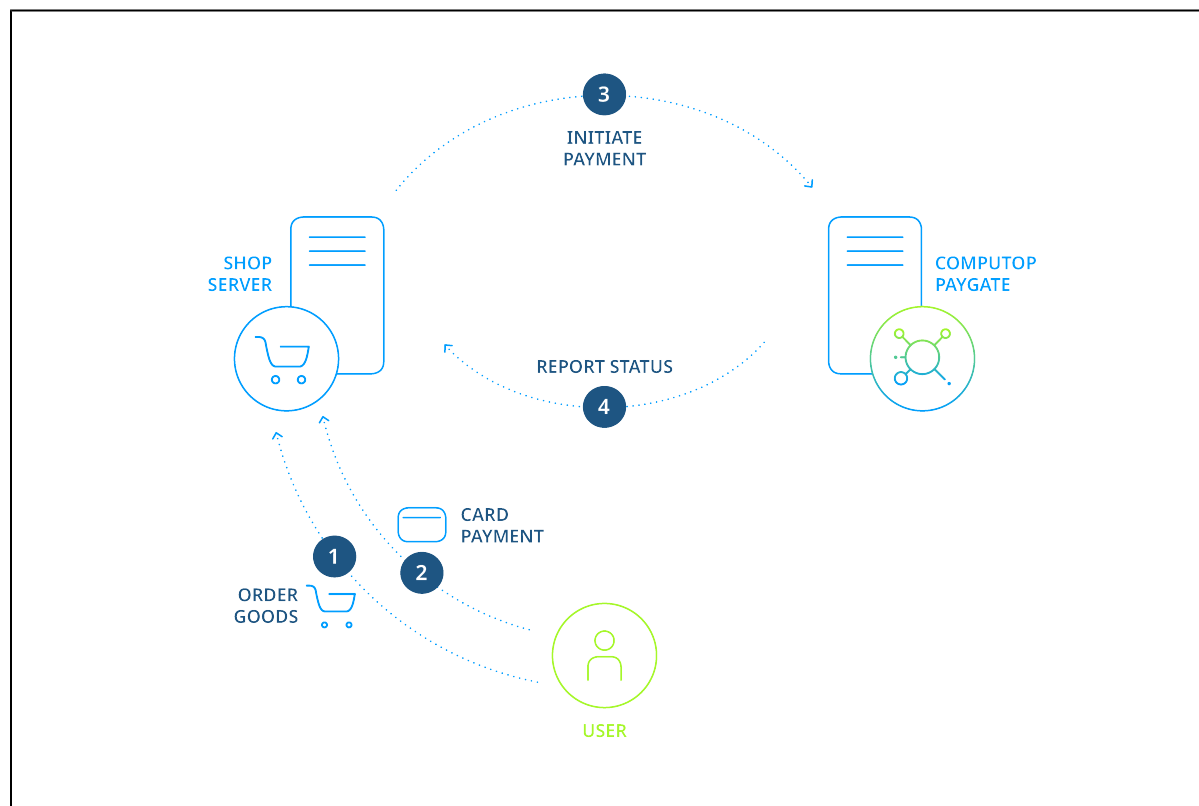 3
INITIATE
PAYMENT
SHOP
SERVER
COMPUTOP
PAYGATE
REPORT STATUS
4
CARD
PAYMENT
1
2
ORDER
GOODS
USER